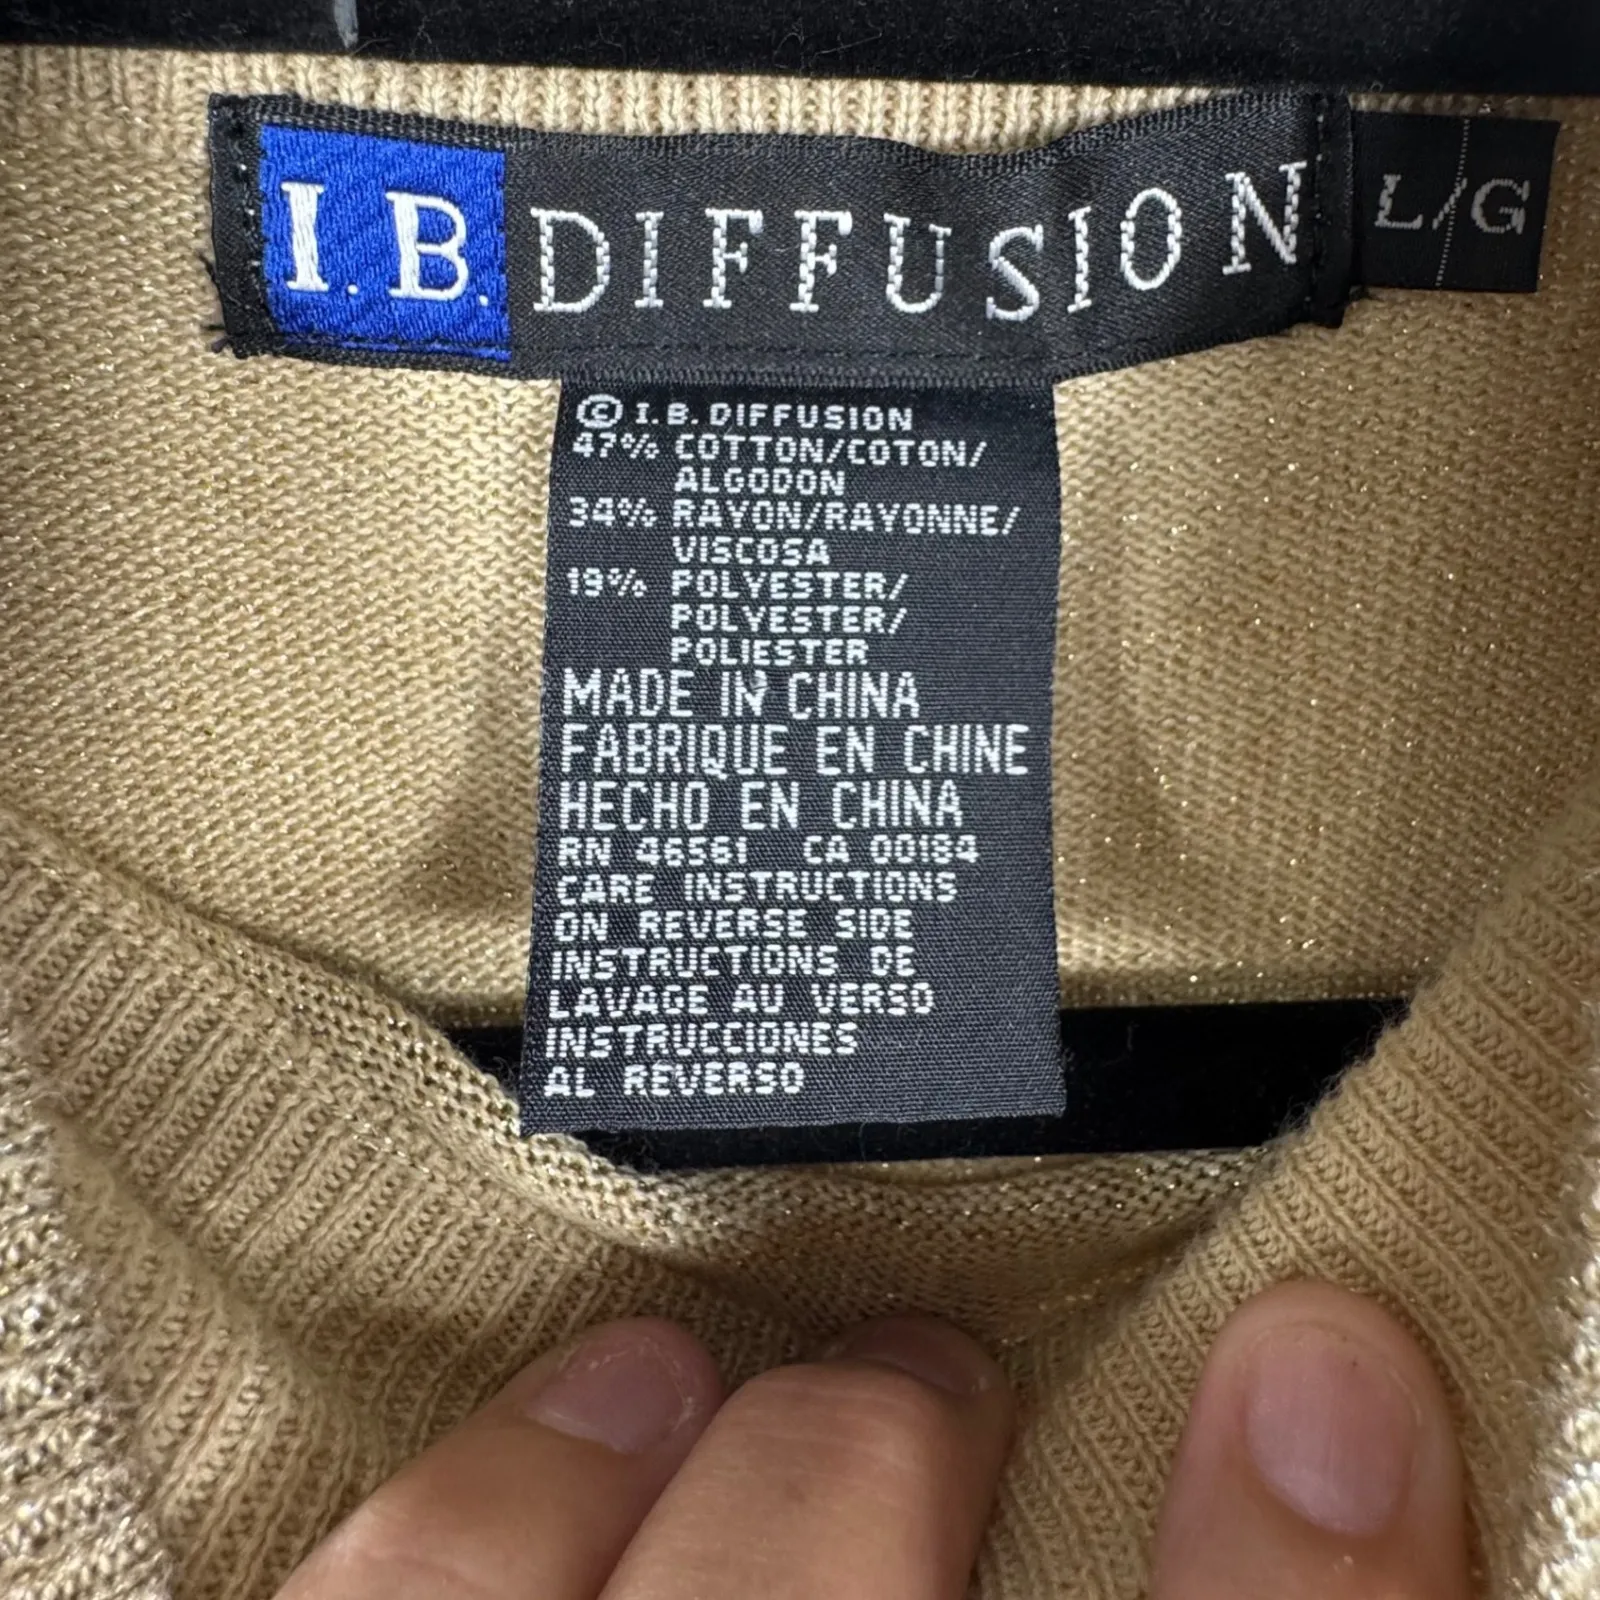 I.B. DIFFUSION
L/G
© I.B. DIFFUSION
47% COTTON/COTON/
ALGODON
34% RAYON/RAYONNE/
VISCOSA
19% POLYESTER/
POLYESTER/
POLIESTER
MADE IN CHINA
FABRIQUE EN CHINE
HECHO EN CHINA
RN 46561 CA 00184
CARE INSTRUCTIONS
ON REVERSE SIDE
INSTRUCTIONS DE
LAVAGE AU VERSO
INSTRUCCIONES
AL REVERSO